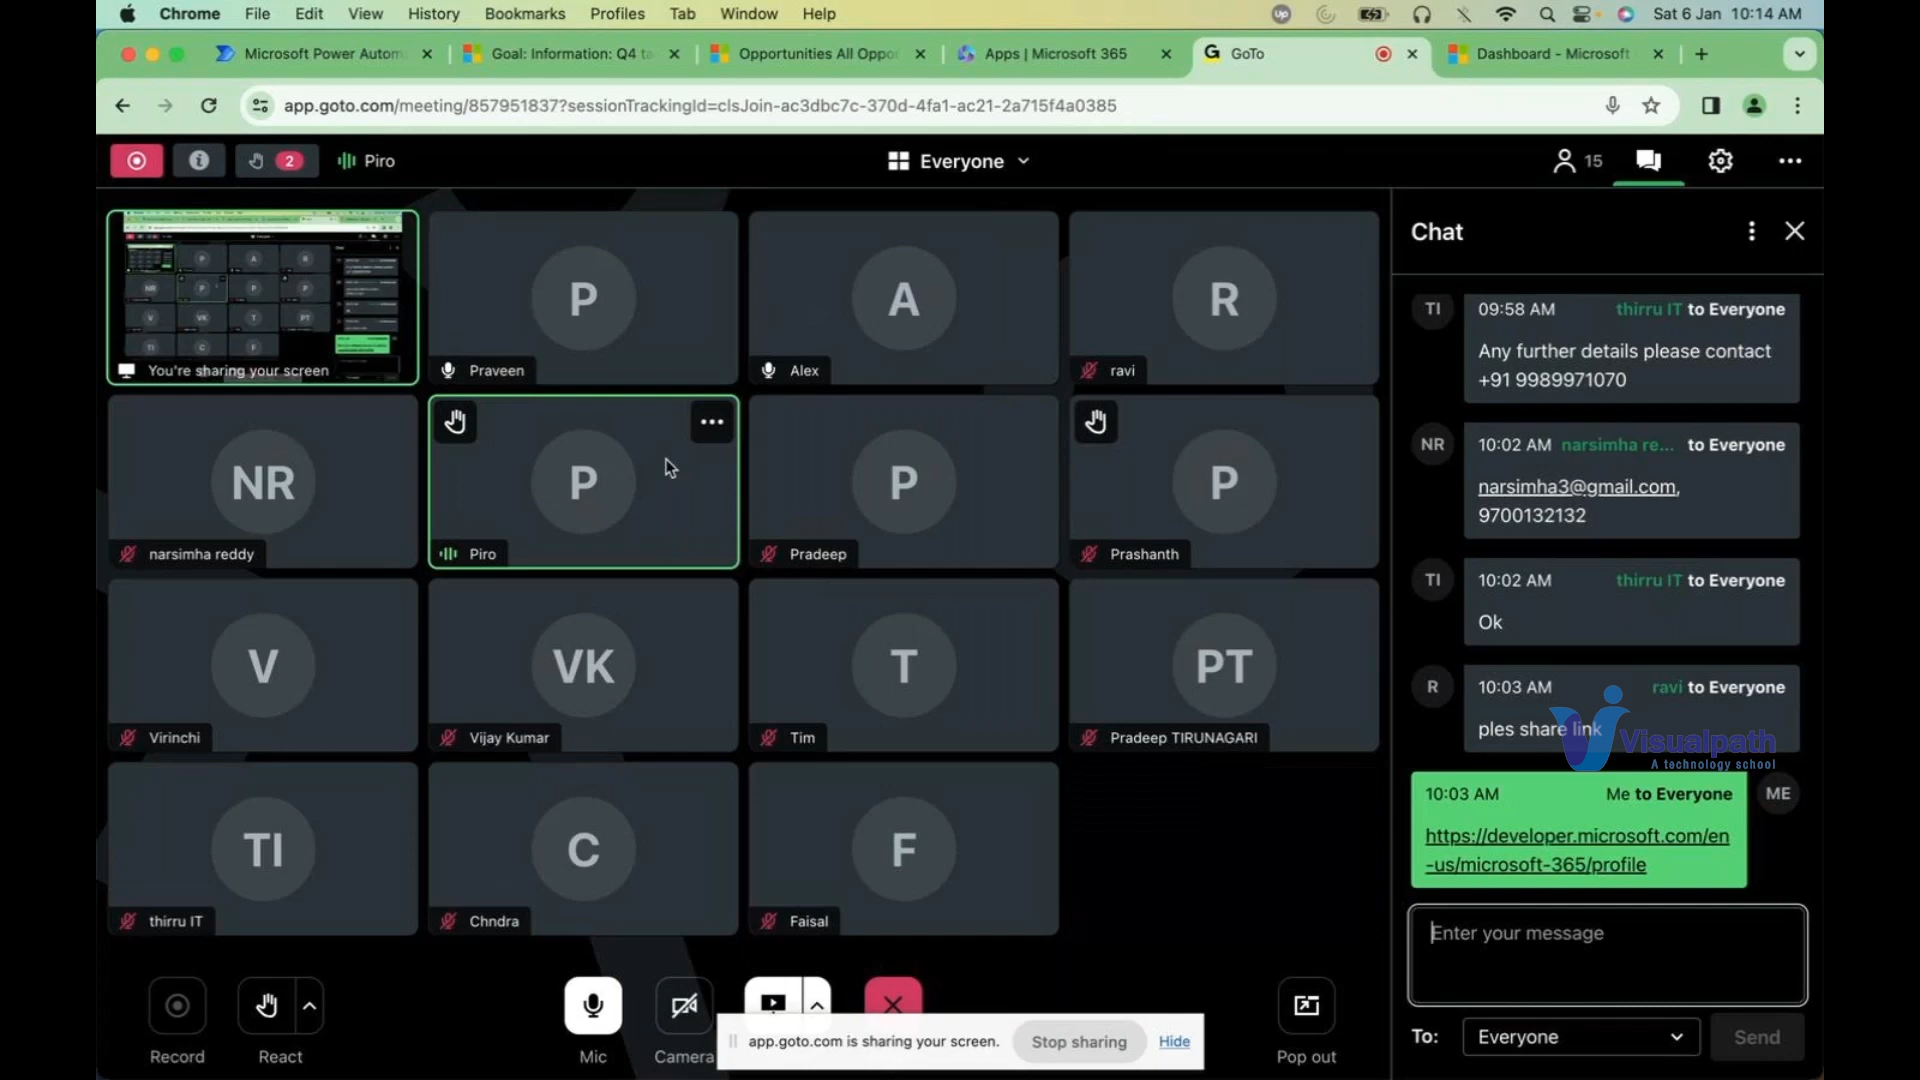 Chrome File Edit View History Bookmarks Profiles Tab Window Help
Sat 6 Jan 10:14 AM
Microsoft Power Autom
Goal: Information: Q4 ta
Opportunities All Oppor
Apps | Microsoft 365
GoTo
Dashboard - Microsoft
app.goto.com/meeting/857951837?sessionTrackingId=clsJoin-ac3dbc7c-370d-4fa1-ac21-2a715f4a0385
2
Piro
Everyone
15
You're sharing your screen
P
Praveen
A
Alex
R
ravi
NR
narsimha reddy
P
Piro
P
Pradeep
P
Prashanth
V
Virinchi
VK
Vijay Kumar
T
Tim
PT
Pradeep TIRUNAGARI
TI
thirru IT
C
Chndra
F
Faisal
Chat
TI
09:58 AM thirru IT to Everyone
Any further details please contact
+91 9989971070
NR
10:02 AM narsimha re... to Everyone
narsimha3@gmail.com,
9700132132
TI
10:02 AM thirru IT to Everyone
Ok
R
10:03 AM ravi to Everyone
ples share link
Visualpath
A technology school
10:03 AM Me to Everyone
ME
https://developer.microsoft.com/en
-us/microsoft-365/profile
Enter your message
To: Everyone Send
Record
React
Mic
Camera
app.goto.com is sharing your screen. Stop sharing Hide
Pop out